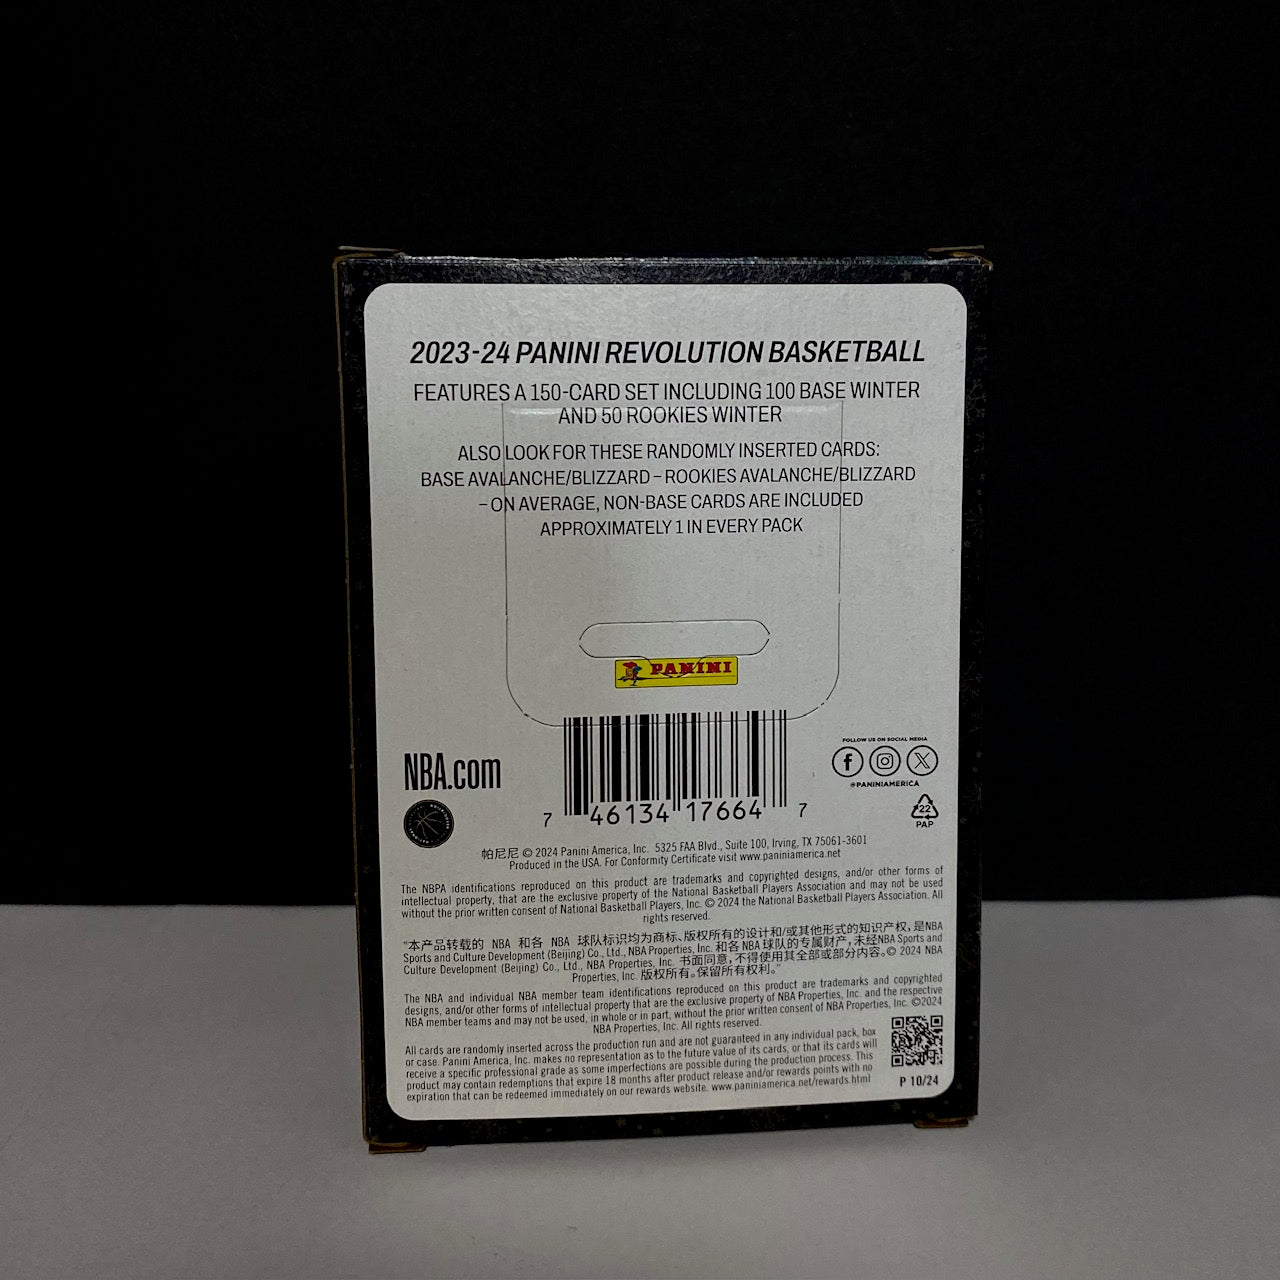 2023-24 PANINI REVOLUTION BASKETBALL
FEATURES A 150-CARD SET INCLUDING 100 BASE WINTER
AND 50 ROOKIES WINTER
ALSO LOOK FOR THESE RANDOMLY INSERTED CARDS:
BASE AVALANCHE/BLIZZARD – ROOKIES AVALANCHE/BLIZZARD
– ON AVERAGE, NON-BASE CARDS ARE INCLUDED
APPROXIMATELY 1 IN EVERY PACK
PANINI
NBA.com
7 46134 17664 7
FOLLOW US ON SOCIAL MEDIA
@PANINIAMERICA
22
PAP
帕尼尼 © 2024 Panini America, Inc. 5325 FAA Blvd., Suite 100, Irving, TX 75061-3601
Produced in the USA. For Conformity Certificate visit www.paniniamerica.net
The NBPA identifications reproduced on this product are trademarks and copyrighted designs, and/or other forms of
intellectual property, that are the exclusive property of the National Basketball Players Association and may not be used
without the prior written consent of National Basketball Players, Inc. © 2024 the National Basketball Players Association. All
rights reserved.
"本产品转载的 NBA 和各 NBA 球队标识均为商标、版权所有的设计和/或其他形式的知识产权, 是NBA
Sports and Culture Development (Beijing) Co., Ltd., NBA Properties, Inc. 和各 NBA 球队的专属财产, 未经NBA Sports and
Culture Development (Beijing) Co., Ltd., NBA Properties, Inc. 书面同意, 不得使用其全部或部分内容。© 2024 NBA
Properties, Inc. 版权所有。保留所有权利。"
The NBA and individual NBA member team identifications reproduced on this product are trademarks and copyrighted
designs, and/or other forms of intellectual property that are the exclusive property of NBA Properties, Inc. and the respective
NBA member teams and may not be used, in whole or in part, without the prior written consent of NBA Properties, Inc. ©2024
NBA Properties, Inc. All rights reserved.
All cards are randomly inserted across the production run and are not guaranteed in any individual pack, box
or case. Panini America, Inc. makes no representation as to the future value of its cards, or that its cards will
receive a specific professional grade as some imperfections are possible during the production process. This
product may contain redemptions that expire 18 months after product release and/or rewards points with no
expiration that can be redeemed immediately on our rewards website. www.paniniamerica.net/rewards.html
P 10/24